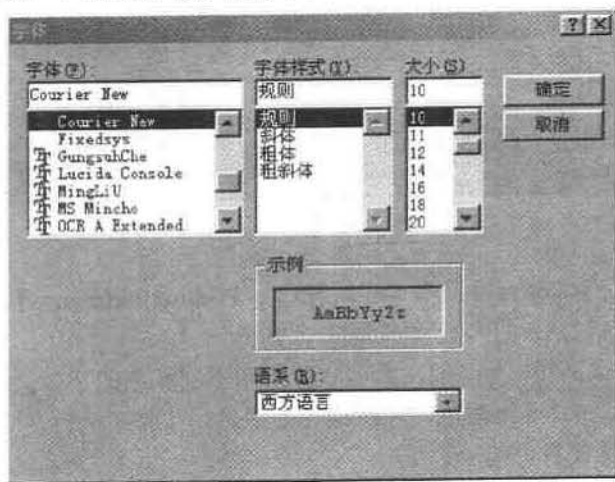 字体
字体(F): 字体样式(Y) 大小(S)
Courier New 规则 10 确定
Courier New 规则 10 取消
Fixedsys 斜体 11
GungsuhChe 粗体 12
Lucida Console 粗斜体 14
MingLiU 16
MS Mincho 18
OCR A Extended 20
示例
AaBbYyZz
语系(R):
西方语言